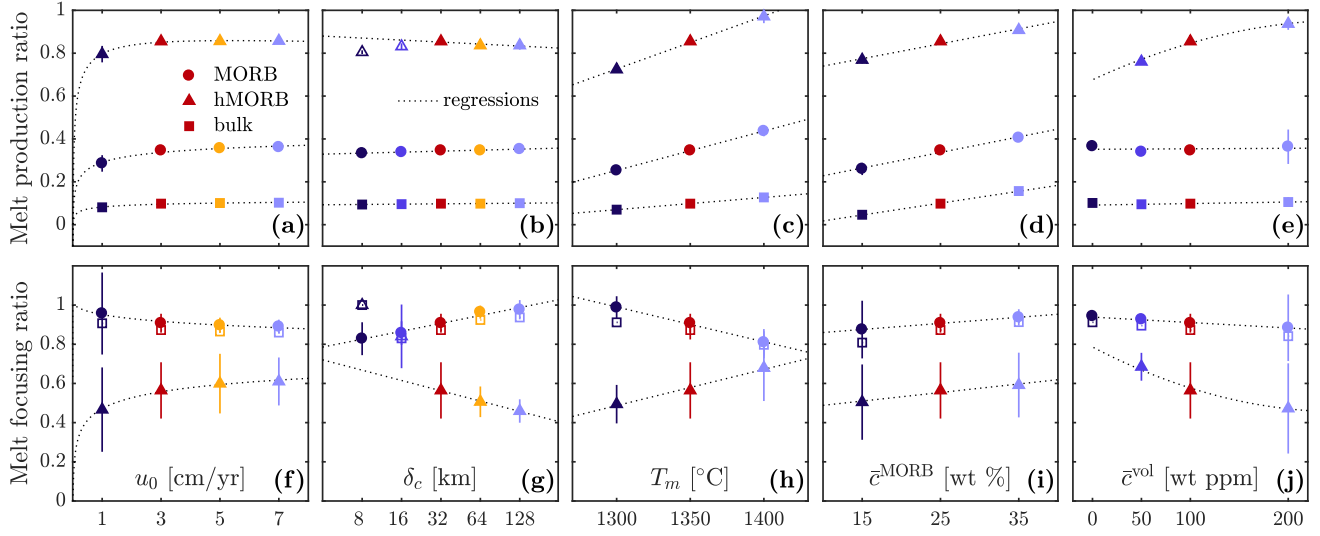 Melt production ratio
1
0.8
0.6
0.4
0.2
0
MORB
hMORB
bulk
(a)
regressions
(b)
(c)
(d)
(e)
Melt focusing ratio
1
0.8
0.6
0.4
0.2
0
u₀ [cm/yr]
(f)
δ_c [km]
(g)
T_m [°C]
(h)
c̄^MORB [wt %]
(i)
c̄^vol [wt ppm]
(j)
1 3 5 7
8 16 32 64 128
1300 1350 1400
15 25 35
0 50 100 200